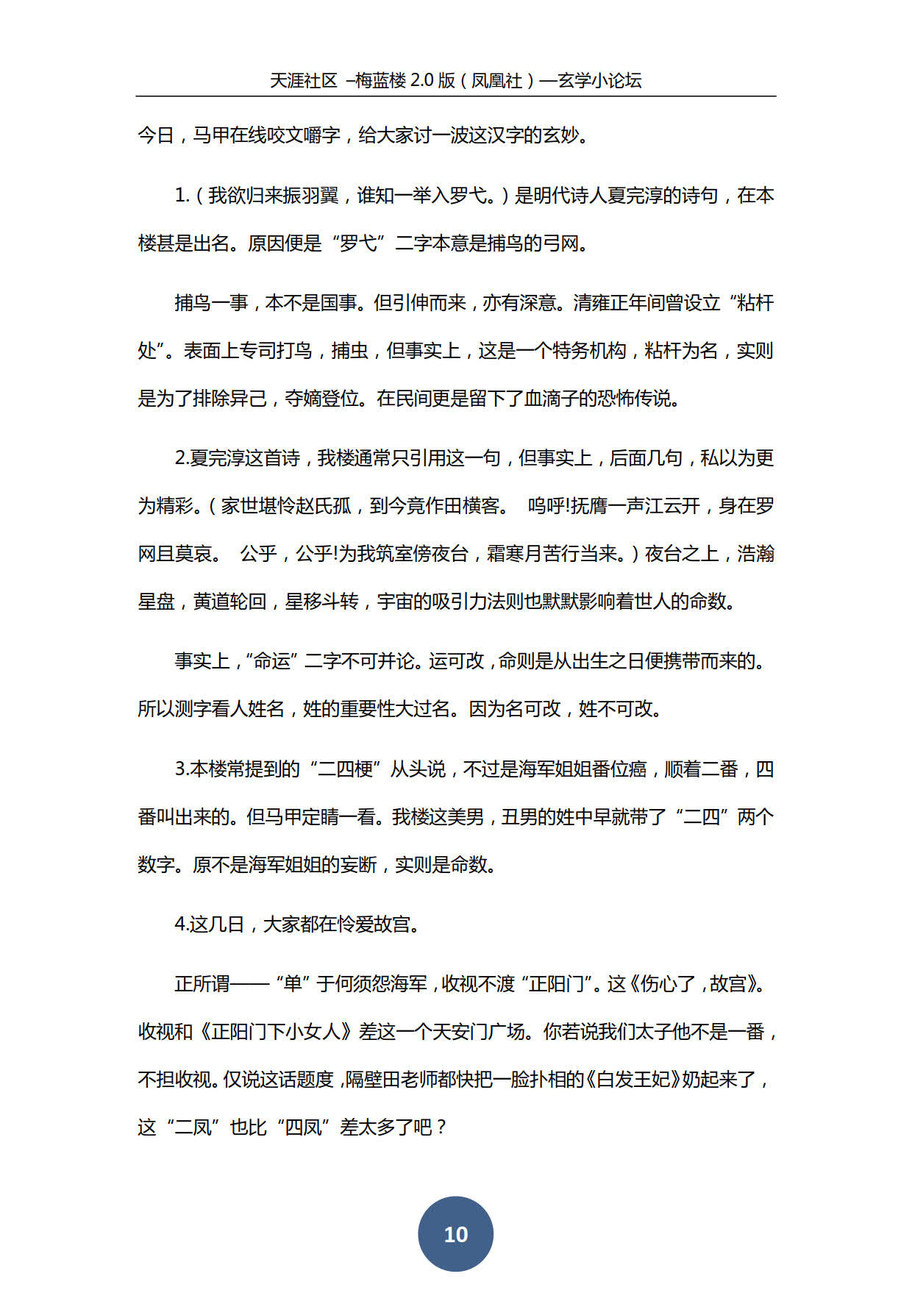 天涯社区 –梅蓝楼 2.0 版（凤凰社）—玄学小论坛
今日，马甲在线咬文嚼字，给大家讨一波这汉字的玄妙。
1.（我欲归来振羽翼，谁知一举入罗弋。）是明代诗人夏完淳的诗句，在本
楼甚是出名。原因便是“罗弋”二字本意是捕鸟的弓网。
捕鸟一事，本不是国事。但引伸而来，亦有深意。清雍正年间曾设立“粘杆
处”。表面上专司打鸟，捕虫，但事实上，这是一个特务机构，粘杆为名，实则
是为了排除异己，夺嫡登位。在民间更是留下了血滴子的恐怖传说。
2.夏完淳这首诗，我楼通常只引用这一句，但事实上，后面几句，私以为更
为精彩。（家世堪怜赵氏孤，到今竟作田横客。 呜呼!抚膺一声江云开，身在罗
网且莫哀。 公乎，公乎!为我筑室傍夜台，霜寒月苦行当来。）夜台之上，浩瀚
星盘，黄道轮回，星移斗转，宇宙的吸引力法则也默默影响着世人的命数。
事实上，“命运”二字不可并论。运可改，命则是从出生之日便携带而来的。
所以测字看人姓名，姓的重要性大过名。因为名可改，姓不可改。
3.本楼常提到的“二四梗”从头说，不过是海军姐姐番位癌，顺着二番，四
番叫出来的。但马甲定睛一看。我楼这美男，丑男的姓中早就带了“二四”两个
数字。原不是海军姐姐的妄断，实则是命数。
4.这几日，大家都在怜爱故宫。
正所谓——“单”于何须怨海军，收视不渡“正阳门”。这《伤心了，故宫》。
收视和《正阳门下小女人》差这一个天安门广场。你若说我们太子他不是一番，
不担收视。仅说这话题度，隔壁田老师都快把一脸扑相的《白发王妃》奶起来了，
这“二凤”也比“四凤”差太多了吧？
10